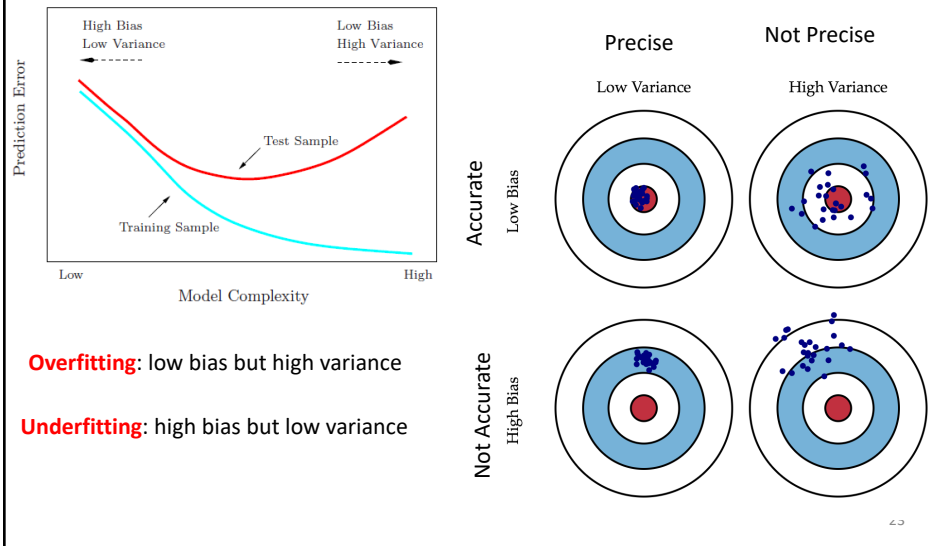 High Bias
Low Variance
Low Bias
High Variance
Prediction Error
Test Sample
Training Sample
Low
High
Model Complexity
Overfitting: low bias but high variance
Underfitting: high bias but low variance
Precise
Not Precise
Low Variance
High Variance
Accurate
Low Bias
Not Accurate
High Bias